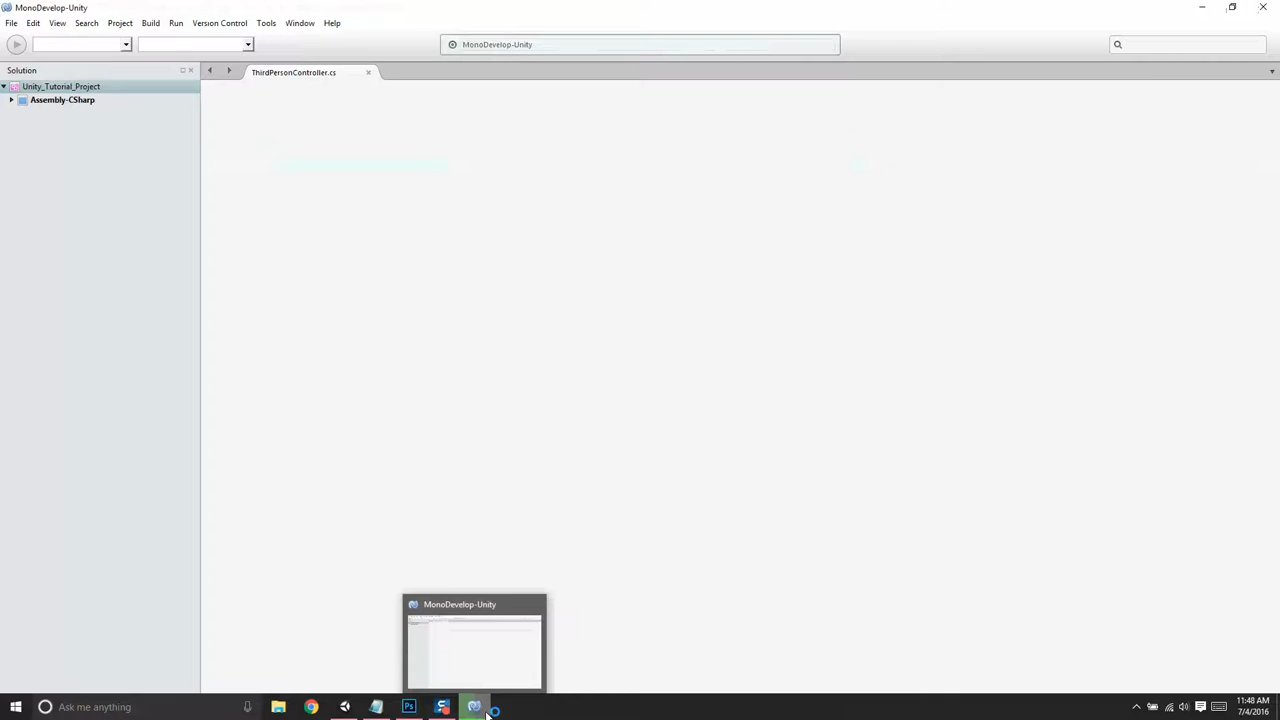 MonoDevelop-Unity
File Edit View Search Project Build Run Version Control Tools Window Help
MonoDevelop-Unity
Solution
ThirdPersonController.cs
Unity_Tutorial_Project
Assembly-CSharp
MonoDevelop-Unity
Ask me anything
Ps
11:48 AM
7/4/2016